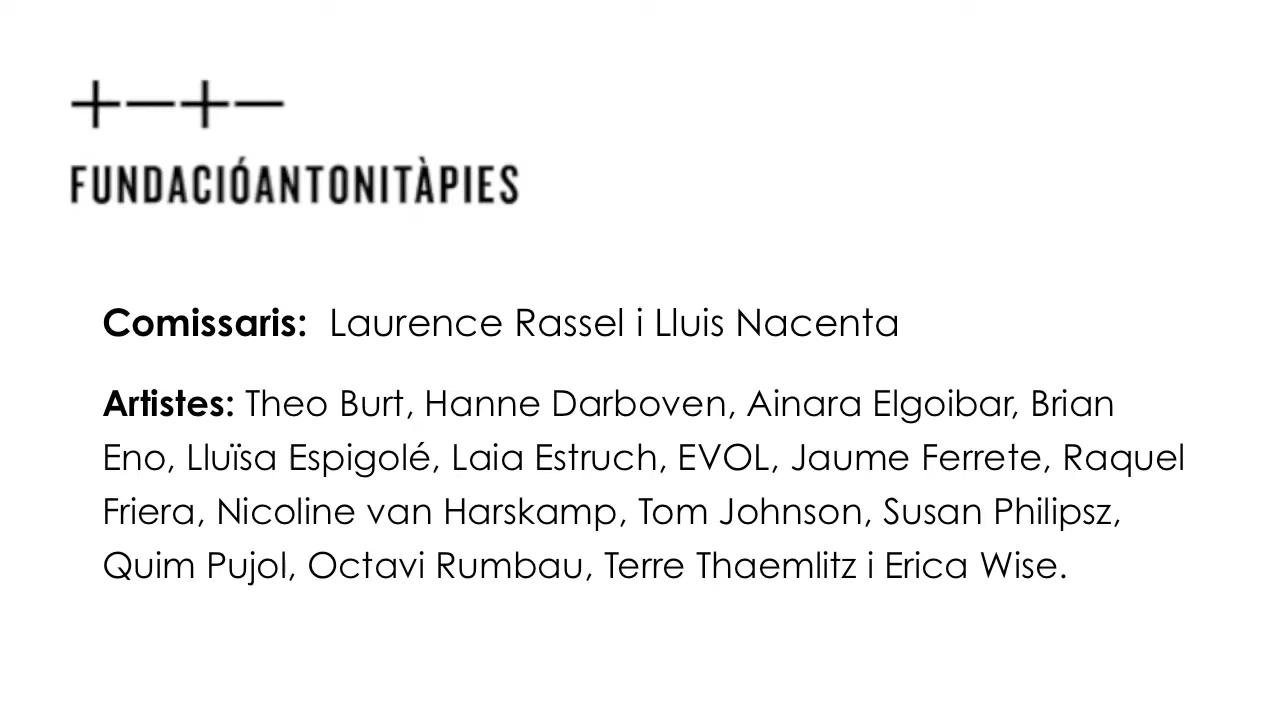 +—+—
FUNDACIÓANTONITÀPIES
Comissaris: Laurence Rassel i Lluis Nacenta
Artistes: Theo Burt, Hanne Darboven, Ainara Elgoibar, Brian
Eno, Lluïsa Espigolé, Laia Estruch, EVOL, Jaume Ferrete, Raquel
Friera, Nicoline van Harskamp, Tom Johnson, Susan Philipsz,
Quim Pujol, Octavi Rumbau, Terre Thaemlitz i Erica Wise.